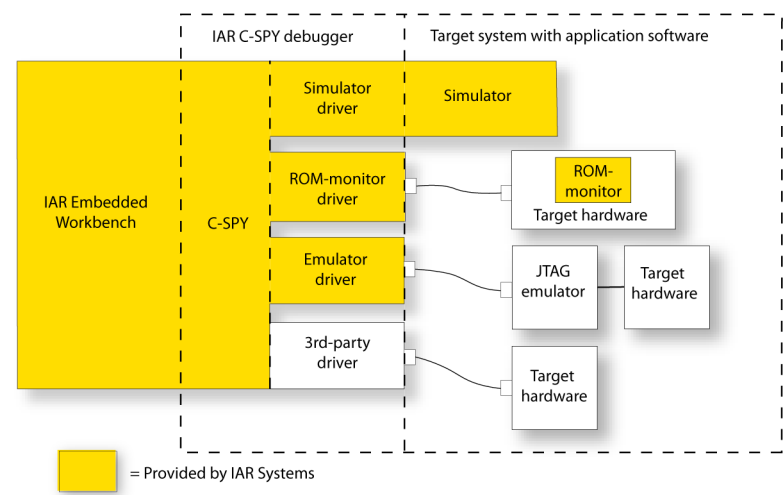 IAR C-SPY debugger
Target system with application software
Simulator
driver
Simulator
ROM-monitor
driver
ROM-
monitor
Target hardware
IAR Embedded
Workbench
C-SPY
Emulator
driver
JTAG
emulator
Target
hardware
3rd-party
driver
Target
hardware
= Provided by IAR Systems